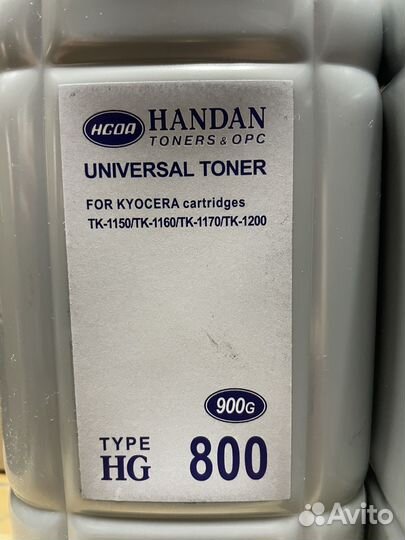 HCOA HANDAN
TONERS & OPC
UNIVERSAL TONER
FOR KYOCERA cartridges
TK-1150/TK-1160/TK-1170/TK-1200
900G
TYPE
HG 800
Avito